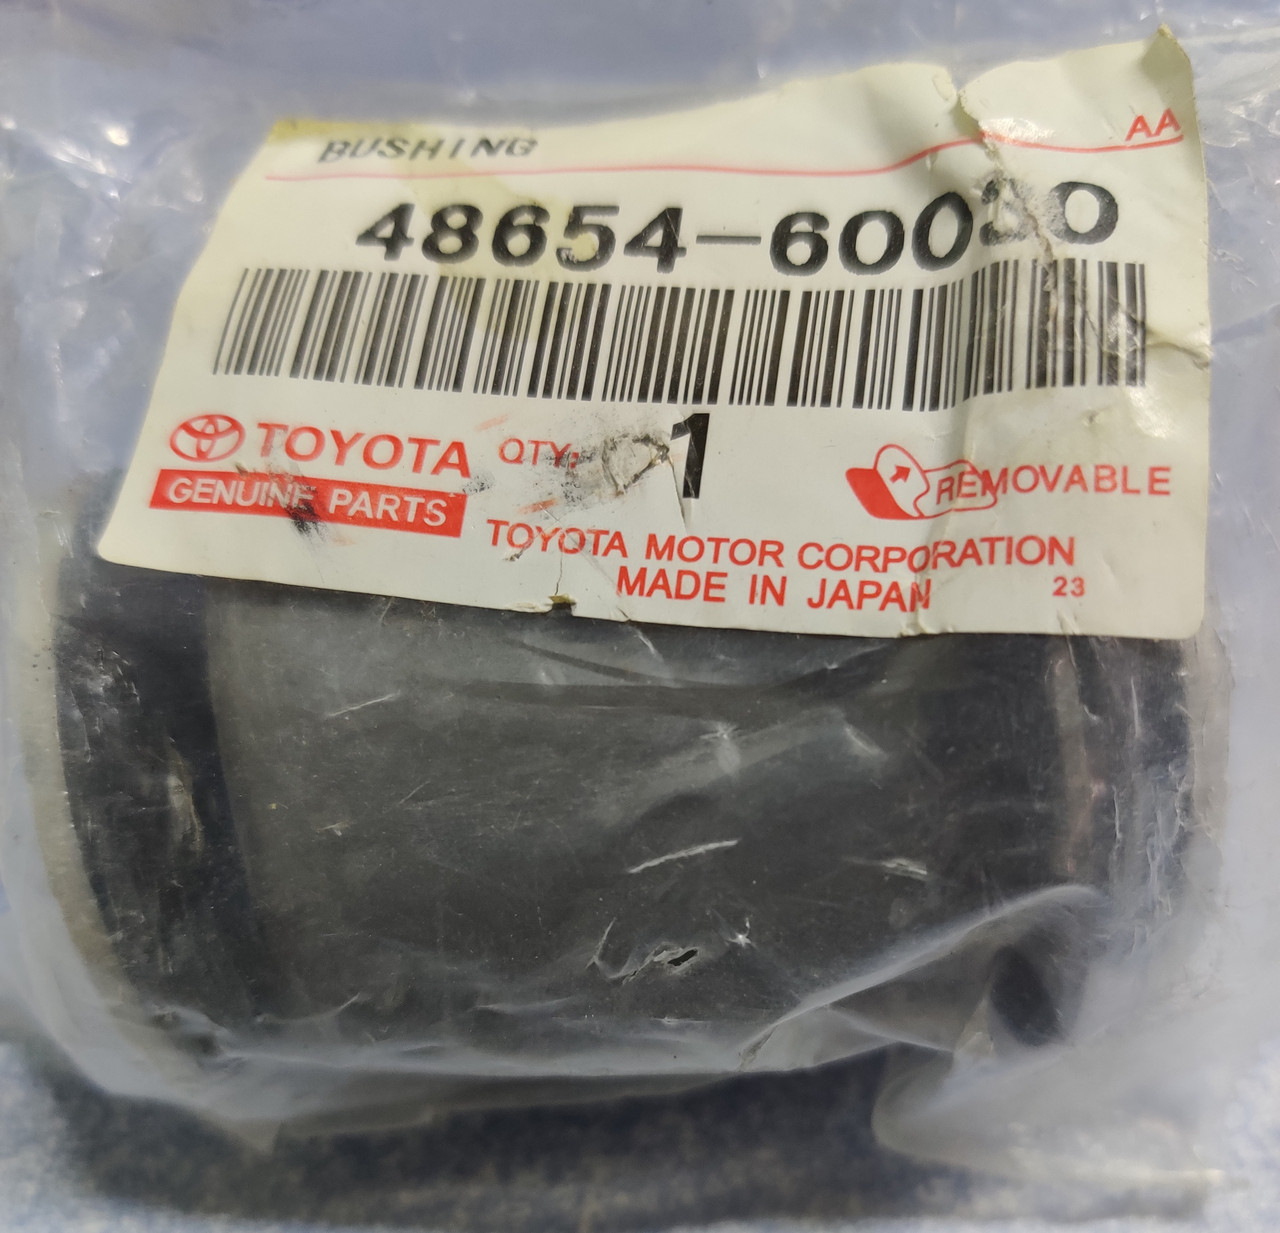 BUSHING
AA
48654-60030
TOYOTA
GENUINE PARTS
QTY: 1
REMOVABLE
TOYOTA MOTOR CORPORATION
MADE IN JAPAN
23